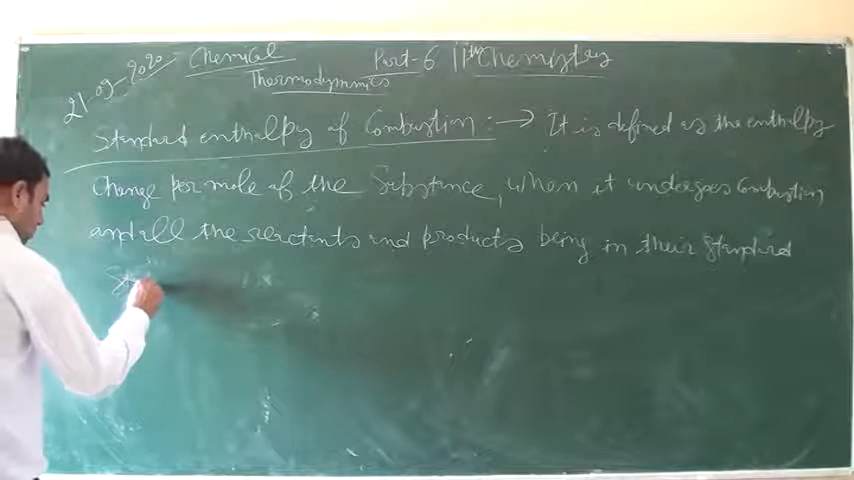 21-09-2020 Chemical Part-6 11th Chemistry
Thermodynamics
Standard enthalpy of Combustion :→ It is defined as the enthalpy
Change per mole of the Substance, when it undergoes combustion
and all the reactants and products being in their standard